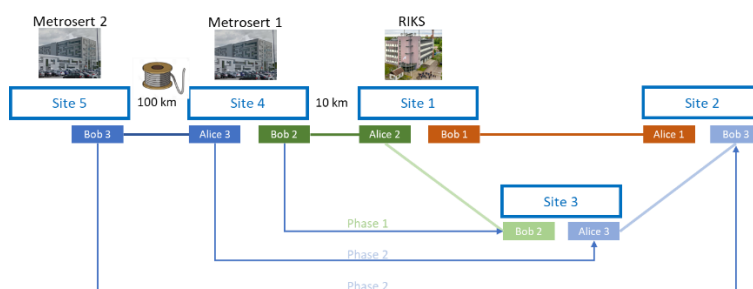 Metrosert 2
Metrosert 1
RIKS
Site 5
100 km
Site 4
10 km
Site 1
Site 2
Bob 3
Alice 3
Bob 2
Alice 2
Bob 1
Alice 1
Bob 3
Site 3
Phase 1
Bob 2
Alice 3
Phase 2
Phase 2